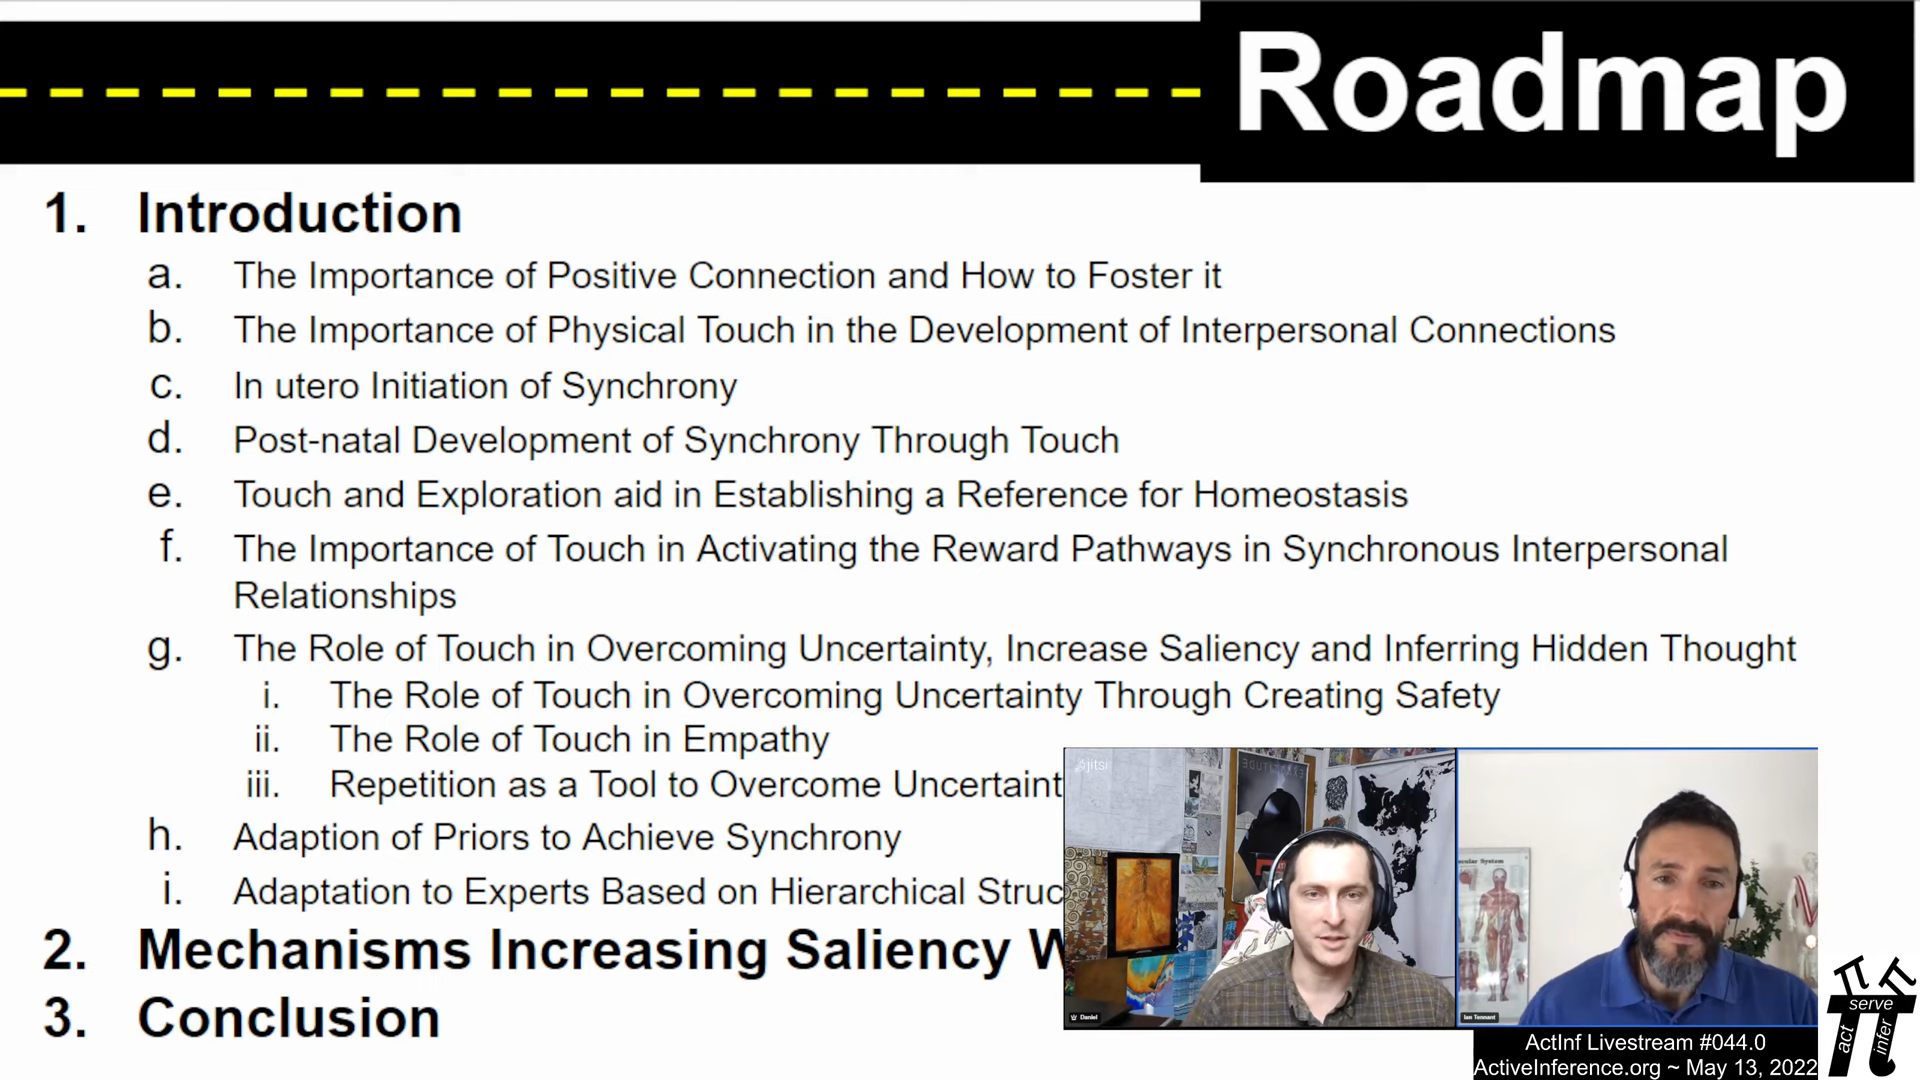 Roadmap
1. Introduction
a. The Importance of Positive Connection and How to Foster it
b. The Importance of Physical Touch in the Development of Interpersonal Connections
c. In utero Initiation of Synchrony
d. Post-natal Development of Synchrony Through Touch
e. Touch and Exploration aid in Establishing a Reference for Homeostasis
f. The Importance of Touch in Activating the Reward Pathways in Synchronous Interpersonal
Relationships
g. The Role of Touch in Overcoming Uncertainty, Increase Saliency and Inferring Hidden Thought
i. The Role of Touch in Overcoming Uncertainty Through Creating Safety
ii. The Role of Touch in Empathy
iii. Repetition as a Tool to Overcome Uncertaint
h. Adaption of Priors to Achieve Synchrony
i. Adaptation to Experts Based on Hierarchical Struc
2. Mechanisms Increasing Saliency W
3. Conclusion
jitsi
Daniel
Ian Tennant
serve
act
infer
ActInf Livestream #044.0
ActiveInference.org ~ May 13, 2022